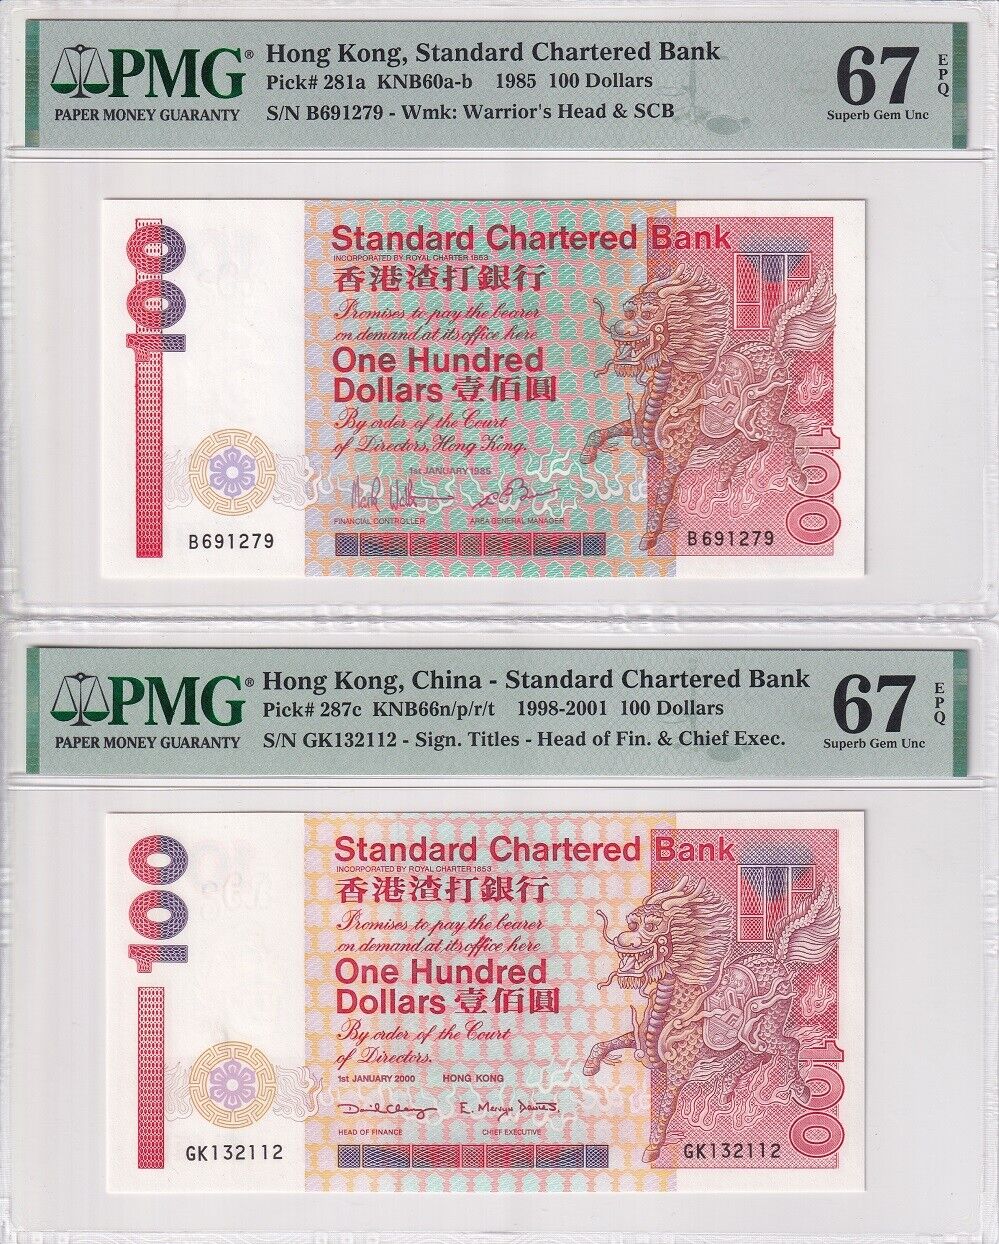 PMG®
PAPER MONEY GUARANTY
Hong Kong, Standard Chartered Bank
Pick# 281a KNB60a-b 1985 100 Dollars
S/N B691279 - Wmk: Warrior's Head & SCB
67 EPQ
Superb Gem Unc
100
Standard Chartered Bank
INCORPORATED BY ROYAL CHARTER 1853
香港渣打銀行
Promises to pay the bearer
on demand at its office here
One Hundred
Dollars 壹佰圓
By order of the Court
of Directors, Hong Kong.
1st JANUARY 1985
FINANCIAL CONTROLLER AREA GENERAL MANAGER
B691279
B691279
100
PMG®
PAPER MONEY GUARANTY
Hong Kong, China - Standard Chartered Bank
Pick# 287c KNB66n/p/r/t 1998-2001 100 Dollars
S/N GK132112 - Sign. Titles - Head of Fin. & Chief Exec.
67 EPQ
Superb Gem Unc
100
Standard Chartered Bank
INCORPORATED BY ROYAL CHARTER 1853
香港渣打銀行
Promises to pay the bearer
on demand at its office here
One Hundred
Dollars 壹佰圓
By order of the Court
of Directors.
1st JANUARY 2000 HONG KONG
E. Mervyn Davies
HEAD OF FINANCE CHIEF EXECUTIVE
GK132112
GK132112
100